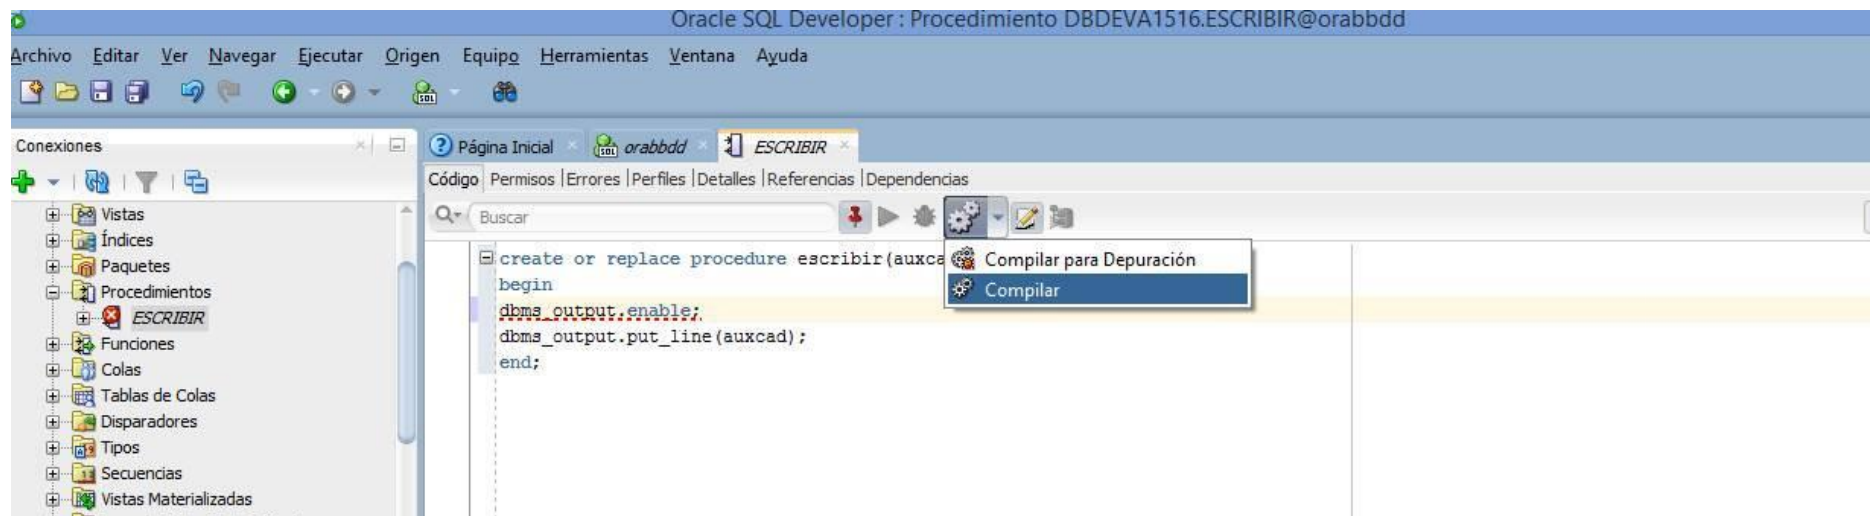 Oracle SQL Developer : Procedimiento DBDEVA1516.ESCRIBIR@orabbdd
Archivo Editar Ver Navegar Ejecutar Origen Equipo Herramientas Ventana Ayuda
SQL
Conexiones
Página Inicial SQL orabbdd ESCRIBIR
Código Permisos |Errores |Perfiles |Detalles |Referencias |Dependencias
Buscar
Vistas
Índices
Paquetes
Procedimientos
ESCRIBIR
Funciones
Colas
Tablas de Colas
Disparadores
Tipos
Secuencias
Vistas Materializadas
create or replace procedure escribir(auxca
begin
dbms_output.enable;
dbms_output.put_line(auxcad);
end;
Compilar para Depuración
Compilar